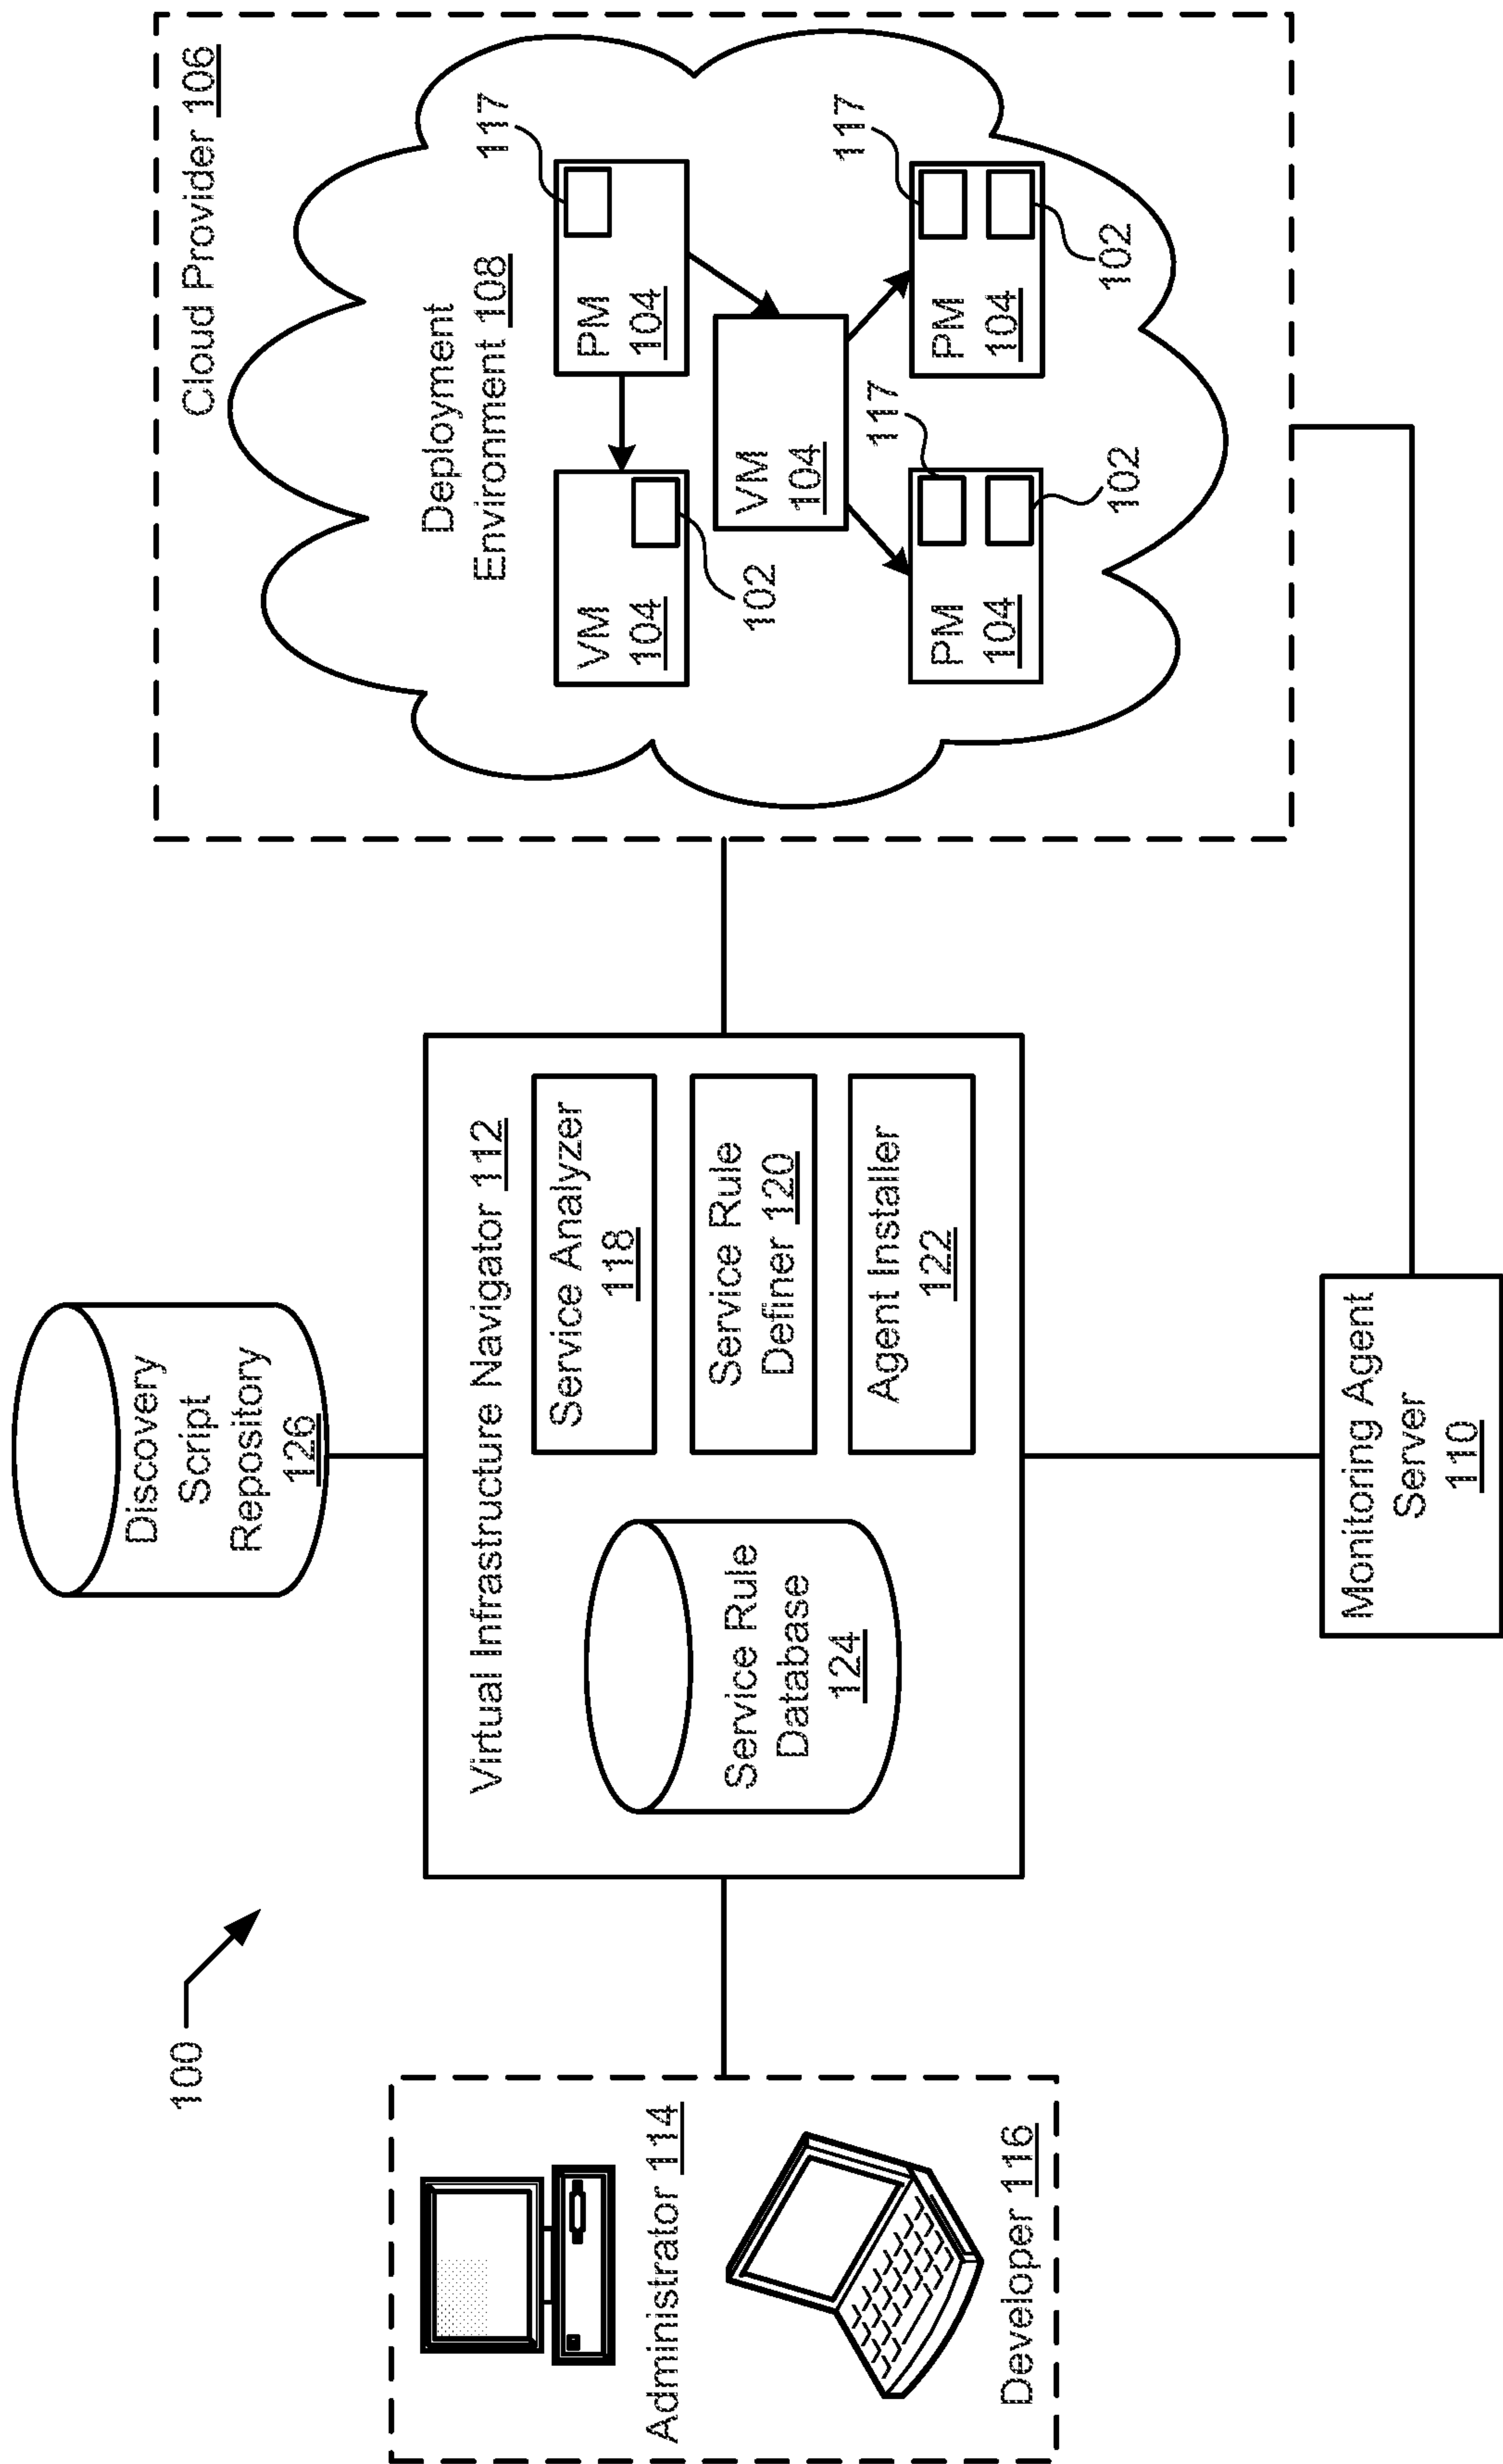 100
Discovery
Script
Repository
126
Cloud Provider 106
Deployment
Environment 108
VM
104
102
PM
104
117
VM
104
PM
104
117
102
PM
104
117
102
Virtual Infrastructure Navigator 112
Service Rule
Database
124
Service Analyzer
118
Service Rule
Definer 120
Agent Installer
122
Administrator 114
Developer 116
Monitoring Agent
Server
110